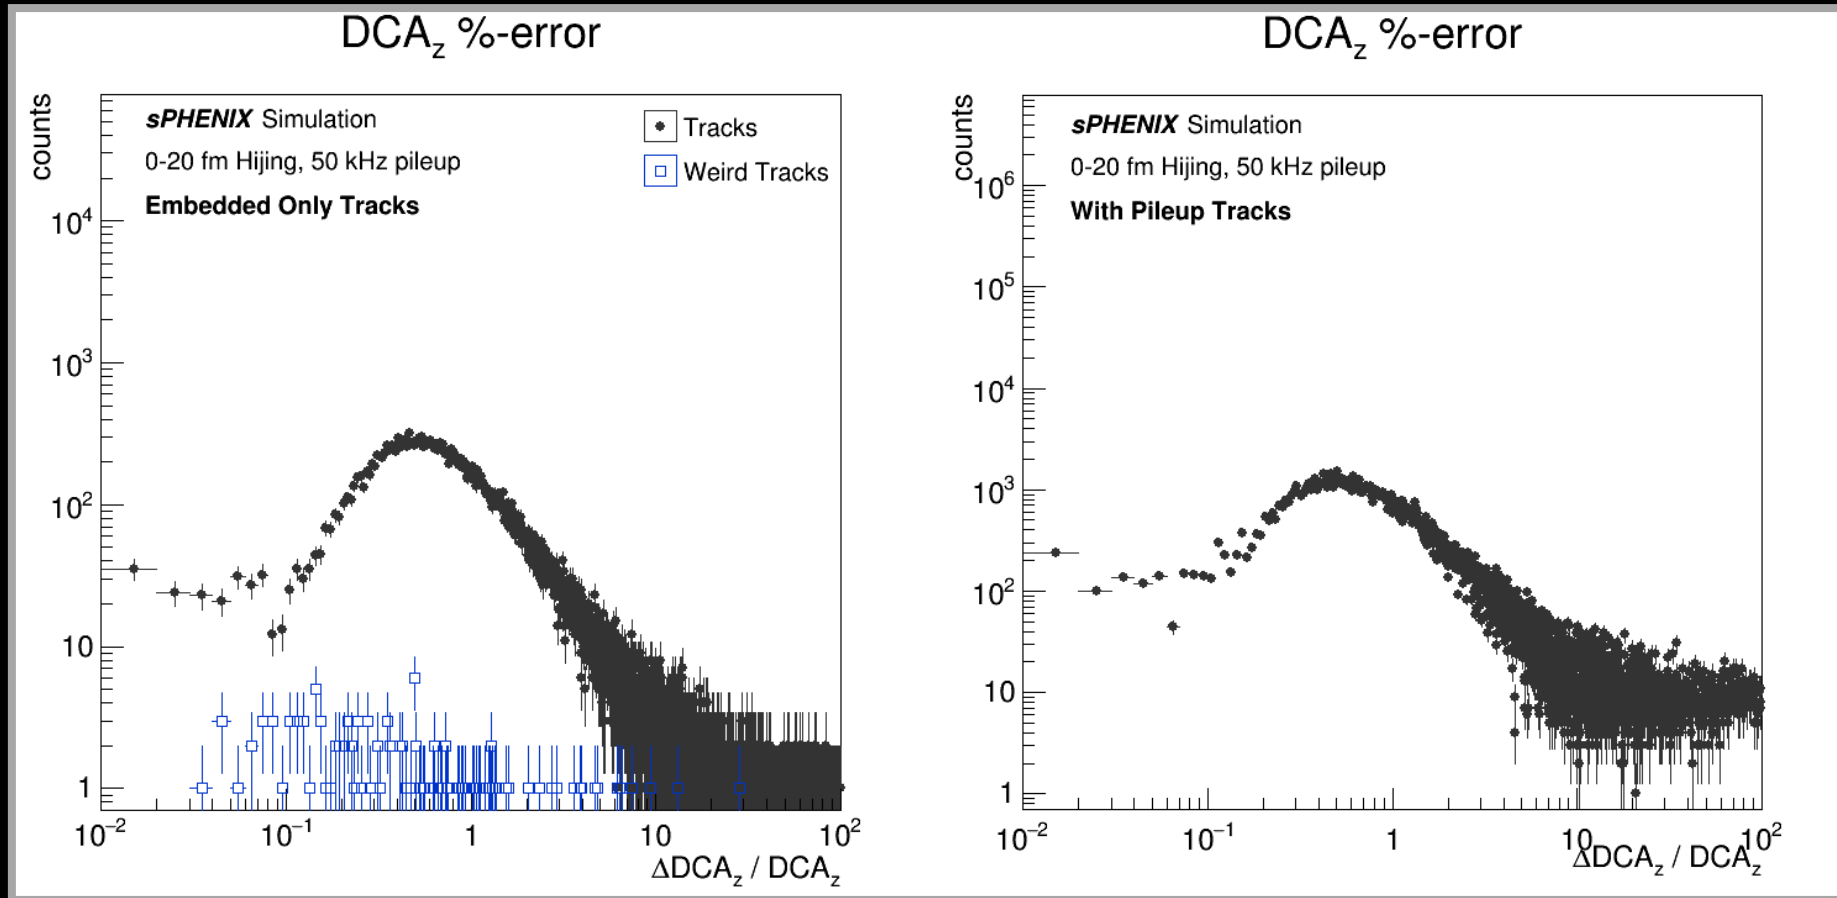 DCA_z %-error
counts
sPHENIX Simulation
0-20 fm Hijing, 50 kHz pileup
Embedded Only Tracks
Tracks
Weird Tracks
10^4
10^3
10^2
10
1
10^−2
10^−1
1
10
10^2
ΔDCA_z / DCA_z
DCA_z %-error
counts
sPHENIX Simulation
0-20 fm Hijing, 50 kHz pileup
With Pileup Tracks
10^6
10^5
10^4
10^3
10^2
10
1
10^−2
10^−1
1
10
10^2
ΔDCA_z / DCA_z